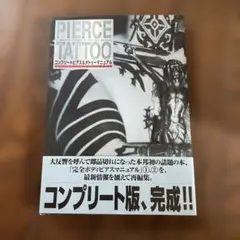 PIERCE
TATTOO
コンプリートピアス&タトゥーマニュアル
大反響を呼んで即品切れになった本邦初の話題の本、
「完全ボディピアスマニュアル」①、②を、
最新情報を加えて再編集。
コンプリート版、完成!!